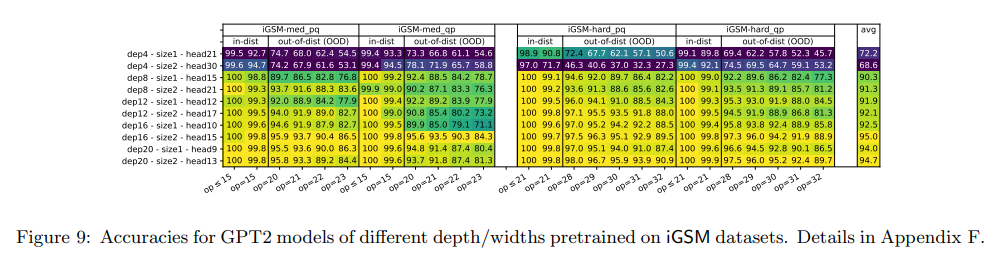 iGSM-med_pq iGSM-med_qp iGSM-hard_pq iGSM-hard_qp avg
in-dist out-of-dist (OOD) in-dist out-of-dist (OOD) in-dist out-of-dist (OOD) in-dist out-of-dist (OOD)
dep4 - size1 - head21 99.5 92.7 74.7 68.0 62.4 54.5 99.4 93.3 73.3 66.8 61.1 54.6 98.9 90.8 72.4 67.7 62.1 57.1 50.6 99.1 89.8 69.4 62.2 57.8 52.3 45.7 72.2
dep4 - size2 - head30 99.6 94.7 74.2 67.9 61.6 53.1 99.4 94.5 78.1 71.9 65.7 58.8 97.0 71.7 46.3 40.6 37.0 32.3 27.3 99.4 92.1 74.5 69.5 64.7 59.1 53.2 68.6
dep8 - size1 - head15 100 98.8 89.7 86.5 82.8 76.8 100 99.2 92.4 88.5 84.2 78.7 100 99.1 94.6 92.0 89.7 86.4 82.2 100 99.0 92.2 89.6 86.2 82.4 77.3 90.3
dep8 - size2 - head21 100 99.3 93.7 91.6 88.3 83.6 99.9 99.0 90.2 87.1 83.3 76.3 100 99.2 93.6 91.3 88.6 85.6 82.6 100 99.1 93.5 91.3 89.1 85.7 81.2 91.3
dep12 - size1 - head12 100 99.3 92.0 88.9 84.2 77.9 100 99.4 92.2 89.2 83.9 77.9 100 99.5 96.0 94.1 91.0 88.5 84.3 100 99.3 95.3 93.0 91.9 88.0 84.5 91.9
dep12 - size2 - head17 100 99.5 94.0 91.9 89.0 82.7 100 99.0 90.8 85.4 80.2 73.2 100 99.8 97.1 95.5 93.5 91.8 88.0 100 99.2 94.5 91.9 88.9 86.8 81.3 92.1
dep16 - size1 - head10 100 99.6 94.6 91.9 87.9 82.7 100 99.5 89.9 85.0 79.1 71.1 100 99.6 97.0 95.2 94.2 92.2 88.5 100 99.4 95.8 93.8 92.4 88.9 85.8 92.5
dep16 - size2 - head15 100 99.8 95.9 93.7 90.4 86.5 100 99.8 95.6 93.5 90.3 84.3 100 99.7 97.5 96.3 95.1 92.9 89.5 100 99.8 97.3 96.0 94.2 91.9 88.9 95.0
dep20 - size1 - head9 100 99.8 95.5 93.6 90.0 86.3 100 99.6 94.8 91.4 87.4 80.4 100 99.8 97.0 95.1 94.0 91.0 87.4 100 99.6 96.6 94.5 92.8 90.1 86.5 94.0
dep20 - size2 - head13 100 99.8 95.8 93.3 89.2 84.4 100 99.6 93.7 91.8 87.4 81.3 100 99.8 98.0 96.7 95.9 93.9 90.9 100 99.9 97.5 96.0 95.2 92.4 89.7 94.7
op ≤ 15 op=15 op=20 op=21 op=22 op=23 op ≤ 15 op=15 op=20 op=21 op=22 op=23 op ≤ 21 op=21 op=28 op=29 op=30 op=31 op=32 op ≤ 21 op=21 op=28 op=29 op=30 op=31 op=32
Figure 9: Accuracies for GPT2 models of different depth/widths pretrained on iGSM datasets. Details in Appendix F.